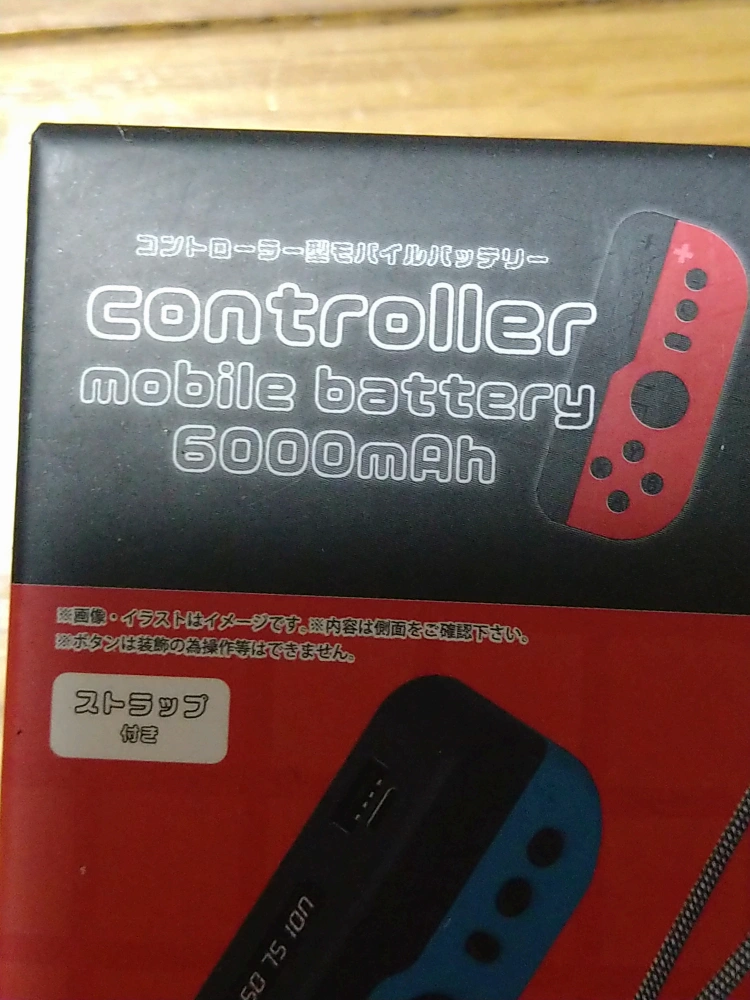 コントローラー型モバイルバッテリー
controller
mobile battery
6000mAh
※画像・イラストはイメージです。※内容は側面をご確認下さい。
※ボタンは装飾の為操作等はできません。
ストラップ
付き
50 75 100